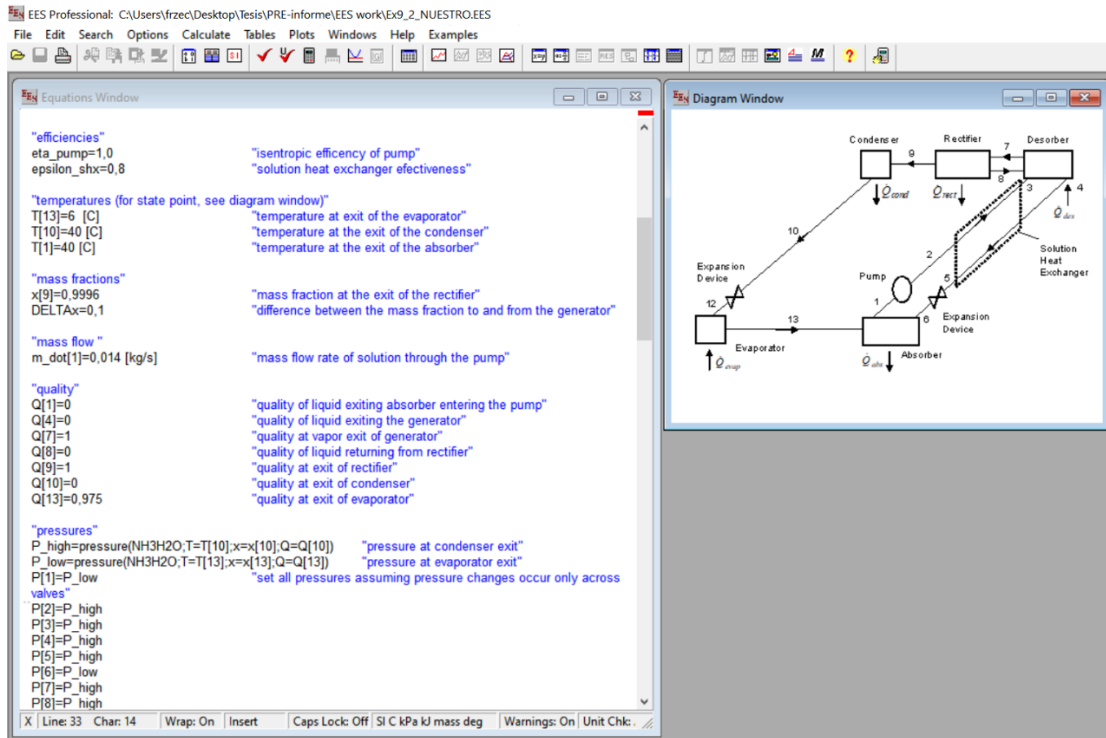 EES Professional: C:\Users\frzec\Desktop\Tesis\PRE-informe\EES work\Ex9_2_NUESTRO.EES
File Edit Search Options Calculate Tables Plots Windows Help Examples
Equations Window
"efficiencies"
eta_pump=1,0 "isentropic efficency of pump"
epsilon_shx=0,8 "solution heat exchanger efectiveness"
"temperatures (for state point, see diagram window)"
T[13]=6 [C] "temperature at exit of the evaporator"
T[10]=40 [C] "temperature at the exit of the condenser"
T[1]=40 [C] "temperature at the exit of the absorber"
"mass fractions"
x[9]=0,9996 "mass fraction at the exit of the rectifier"
DELTAx=0,1 "difference between the mass fraction to and from the generator"
"mass flow "
m_dot[1]=0,014 [kg/s] "mass flow rate of solution through the pump"
"quality"
Q[1]=0 "quality of liquid exiting absorber entering the pump"
Q[4]=0 "quality of liquid exiting the generator"
Q[7]=1 "quality at vapor exit of generator"
Q[8]=0 "quality of liquid returning from rectifier"
Q[9]=1 "quality at exit of rectifier"
Q[10]=0 "quality at exit of condenser"
Q[13]=0,975 "quality at exit of evaporator"
"pressures"
P_high=pressure(NH3H2O;T=T[10];x=x[10];Q=Q[10]) "pressure at condenser exit"
P_low=pressure(NH3H2O;T=T[13];x=x[13];Q=Q[13]) "pressure at evaporator exit"
P[1]=P_low "set all pressures assuming pressure changes occur only across
valves"
P[2]=P_high
P[3]=P_high
P[4]=P_high
P[5]=P_high
P[6]=P_low
P[7]=P_high
P[8]=P_high
X Line: 33 Char: 14 Wrap: On Insert Caps Lock: Off SI C kPa kJ mass deg Warnings: On Unit Chk:
Diagram Window
Condenser Rectifier Desorber
9 7
8 3 4
Q̇cond Q̇rect Q̇des
10
2
Solution
Heat
Exchanger
Expansion
Device
Pump
5
12 1
13 6
Expansion
Device
Evaporator
Absorber
Q̇evap Q̇abs